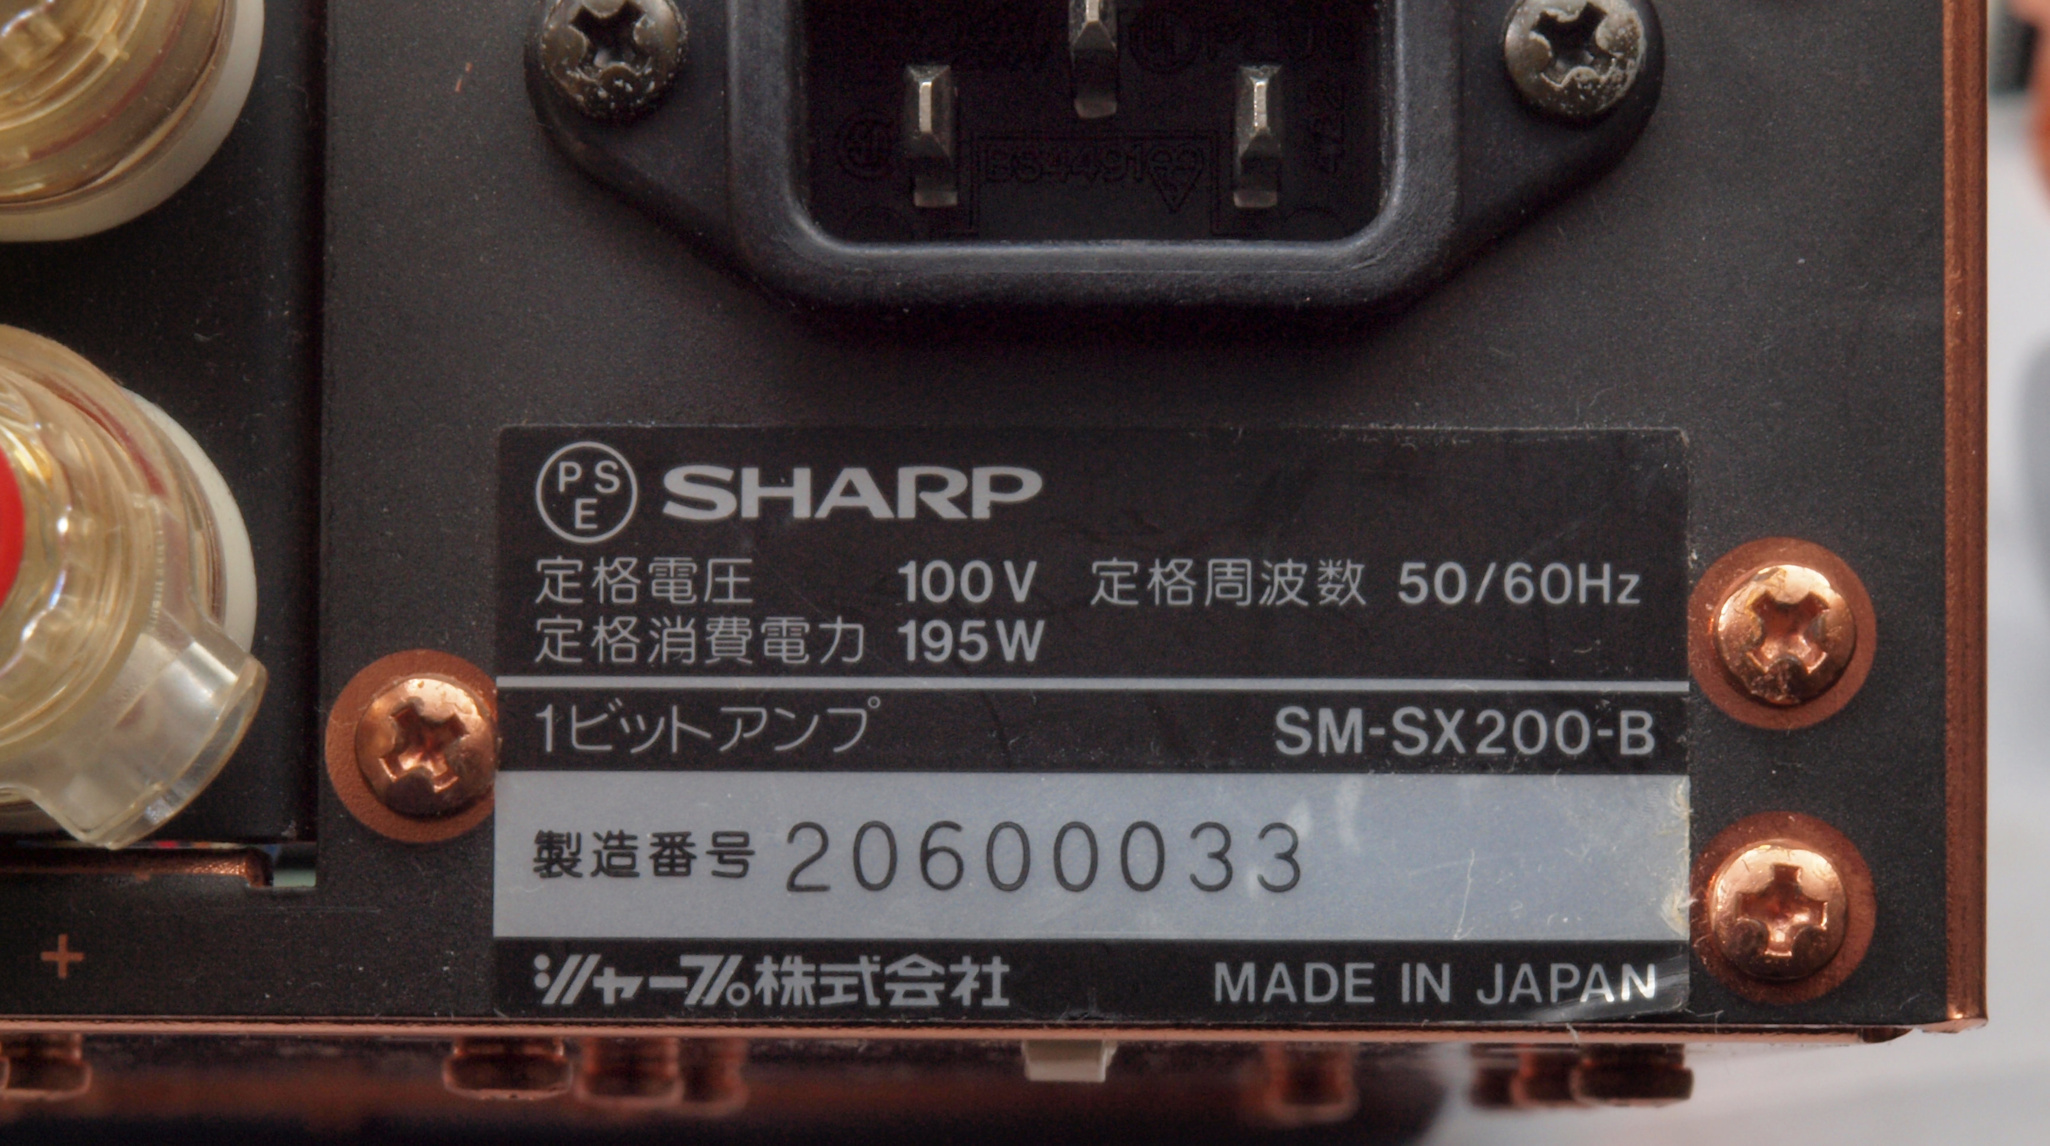 PSE SHARP
定格電圧 100V 定格周波数 50/60Hz
定格消費電力 195W
1ビットアンプ SM-SX200-B
製造番号 20600033
シャープ株式会社 MADE IN JAPAN
+